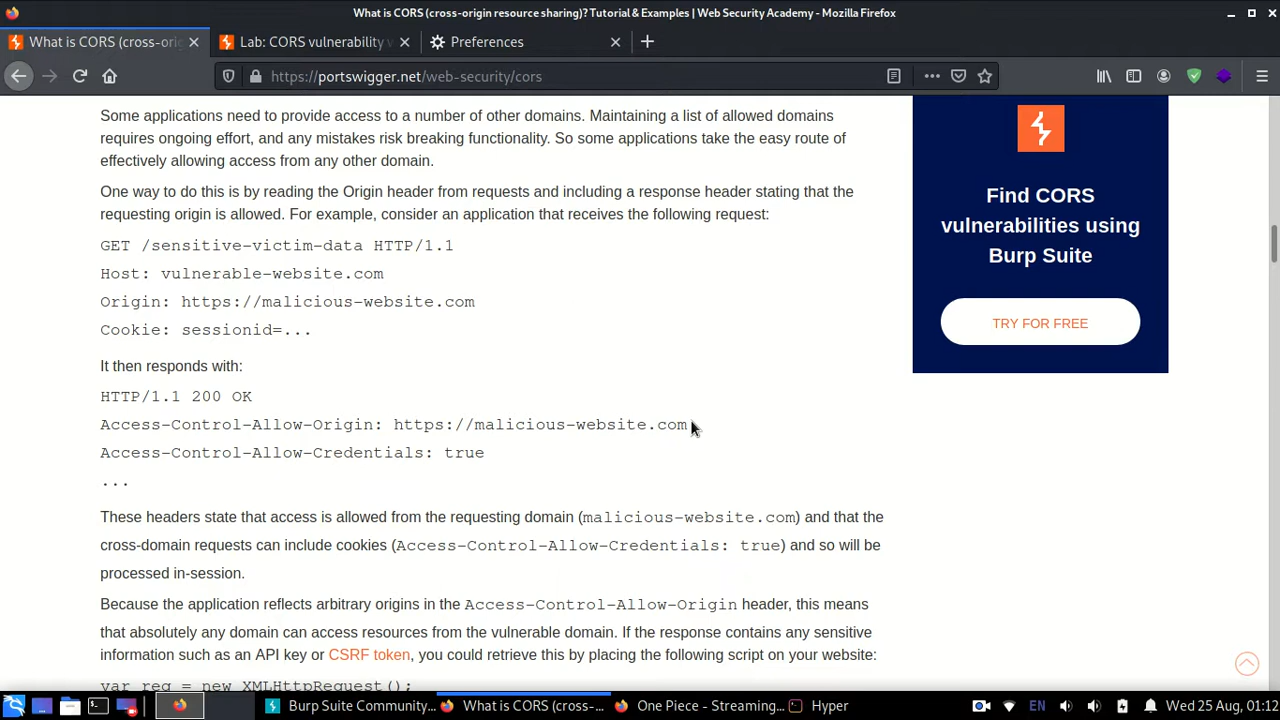 What is CORS (cross-origin resource sharing)? Tutorial & Examples | Web Security Academy - Mozilla Firefox
What is CORS (cross-orig
Lab: CORS vulnerability
Preferences
https://portswigger.net/web-security/cors
Some applications need to provide access to a number of other domains. Maintaining a list of allowed domains
requires ongoing effort, and any mistakes risk breaking functionality. So some applications take the easy route of
effectively allowing access from any other domain.
One way to do this is by reading the Origin header from requests and including a response header stating that the
requesting origin is allowed. For example, consider an application that receives the following request:
GET /sensitive-victim-data HTTP/1.1
Host: vulnerable-website.com
Origin: https://malicious-website.com
Cookie: sessionid=...
It then responds with:
HTTP/1.1 200 OK
Access-Control-Allow-Origin: https://malicious-website.com
Access-Control-Allow-Credentials: true
...
These headers state that access is allowed from the requesting domain (malicious-website.com) and that the
cross-domain requests can include cookies (Access-Control-Allow-Credentials: true) and so will be
processed in-session.
Because the application reflects arbitrary origins in the Access-Control-Allow-Origin header, this means
that absolutely any domain can access resources from the vulnerable domain. If the response contains any sensitive
information such as an API key or CSRF token, you could retrieve this by placing the following script on your website:
var req = new XMLHttpRequest();
Find CORS
vulnerabilities using
Burp Suite
TRY FOR FREE
Burp Suite Community...
What is CORS (cross-...
One Piece - Streaming...
Hyper
EN
Wed 25 Aug, 01:12